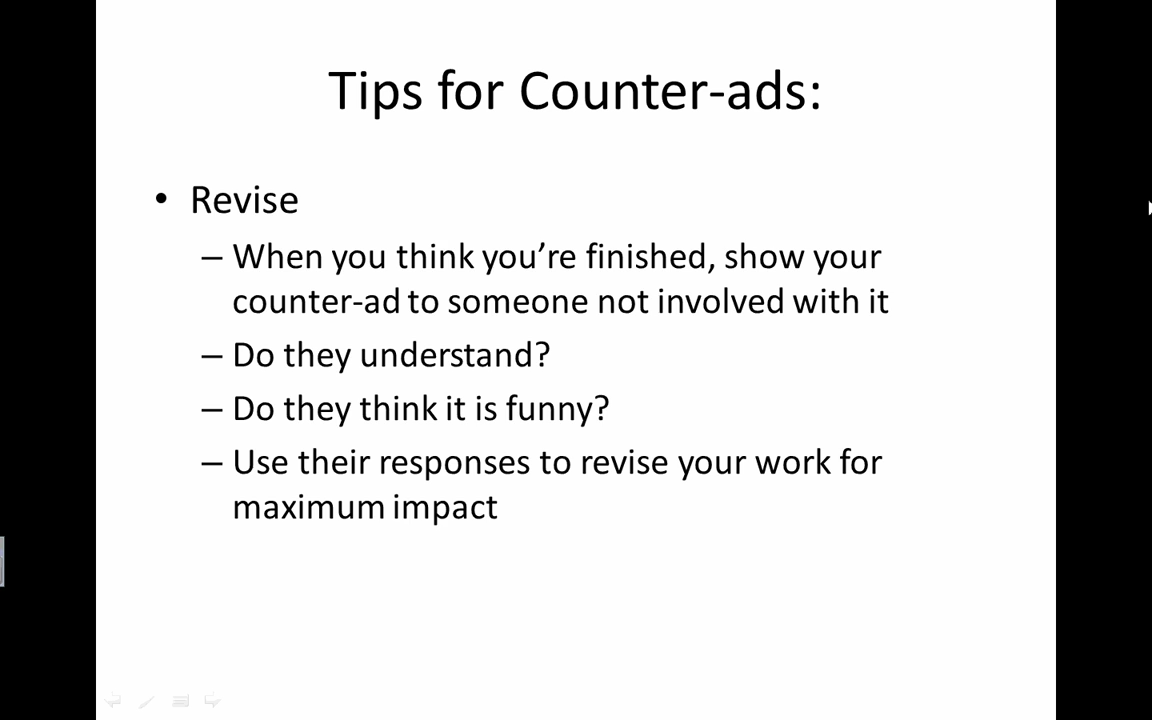 Tips for Counter-ads:
• Revise
– When you think you’re finished, show your
counter-ad to someone not involved with it
– Do they understand?
– Do they think it is funny?
– Use their responses to revise your work for
maximum impact